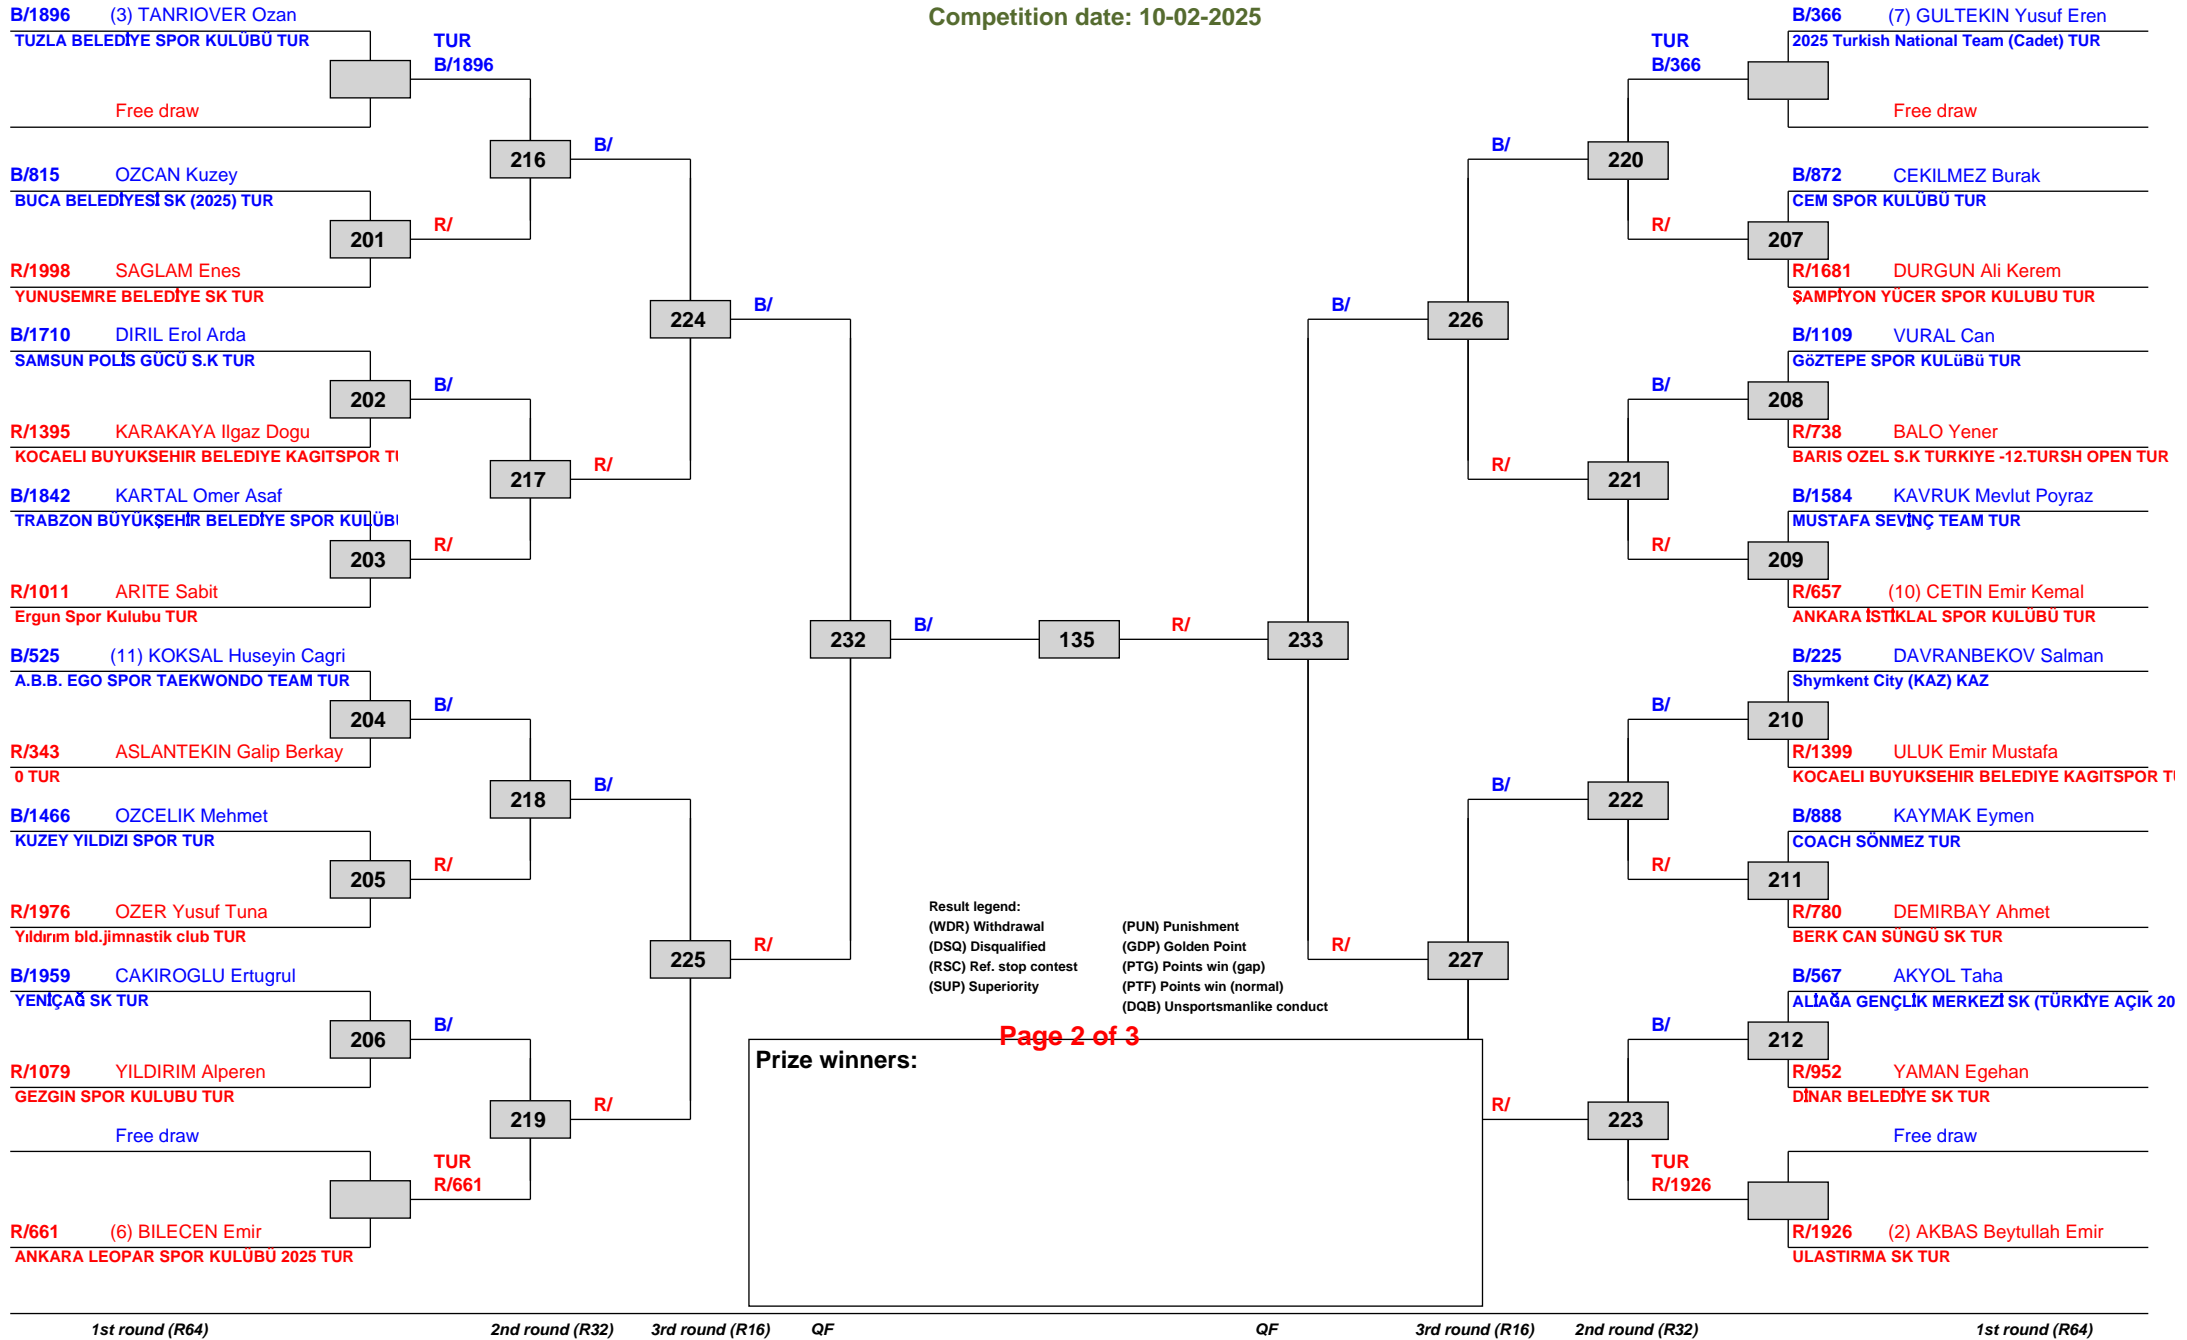 Competition date: 10-02-2025
B/1896 (3) TANRIOVER Ozan
TUZLA BELEDİYE SPOR KULÜBÜ TUR
TUR
B/1896
Free draw
216
B/
B/815 OZCAN Kuzey
BUCA BELEDİYESİ SK (2025) TUR
201
R/
R/1998 SAGLAM Enes
YUNUSEMRE BELEDİYE SK TUR
224
B/
B/1710 DIRIL Erol Arda
SAMSUN POLİS GÜCÜ S.K TUR
202
B/
R/1395 KARAKAYA Ilgaz Dogu
KOCAELI BUYUKSEHIR BELEDIYE KAGITSPOR TU
217
R/
B/1842 KARTAL Omer Asaf
TRABZON BÜYÜKŞEHİR BELEDİYE SPOR KULÜBÜ
203
R/
R/1011 ARITE Sabit
Ergun Spor Kulubu TUR
232
B/
135
R/
233
B/525 (11) KOKSAL Huseyin Cagri
A.B.B. EGO SPOR TAEKWONDO TEAM TUR
204
B/
R/343 ASLANTEKIN Galip Berkay
0 TUR
218
B/
B/1466 OZCELIK Mehmet
KUZEY YILDIZI SPOR TUR
205
R/
R/1976 OZER Yusuf Tuna
Yıldırım bld.jimnastik club TUR
225
R/
B/1959 CAKIROGLU Ertugrul
YENİÇAĞ SK TUR
206
B/
R/1079 YILDIRIM Alperen
GEZGIN SPOR KULUBU TUR
219
R/
Free draw
TUR
R/661
R/661 (6) BILECEN Emir
ANKARA LEOPAR SPOR KULÜBÜ 2025 TUR
B/366 (7) GULTEKIN Yusuf Eren
2025 Turkish National Team (Cadet) TUR
TUR
B/366
Free draw
B/
220
B/872 CEKILMEZ Burak
CEM SPOR KULÜBÜ TUR
R/
207
R/1681 DURGUN Ali Kerem
ŞAMPİYON YÜCER SPOR KULUBU TUR
B/
226
B/1109 VURAL Can
GöZTEPE SPOR KULüBü TUR
B/
208
R/738 BALO Yener
BARIS OZEL S.K TURKIYE -12.TURSH OPEN TUR
R/
221
B/1584 KAVRUK Mevlut Poyraz
MUSTAFA SEVİNÇ TEAM TUR
R/
209
R/657 (10) CETIN Emir Kemal
ANKARA İSTİKLAL SPOR KULÜBÜ TUR
B/225 DAVRANBEKOV Salman
Shymkent City (KAZ) KAZ
B/
210
R/1399 ULUK Emir Mustafa
KOCAELI BUYUKSEHIR BELEDIYE KAGITSPOR TU
B/
222
B/888 KAYMAK Eymen
COACH SÖNMEZ TUR
R/
211
R/780 DEMIRBAY Ahmet
BERK CAN SÜNGÜ SK TUR
R/
227
B/567 AKYOL Taha
ALİAĞA GENÇLİK MERKEZİ SK (TÜRKİYE AÇIK 20
B/
212
R/952 YAMAN Egehan
DİNAR BELEDİYE SK TUR
R/
223
Free draw
TUR
R/1926
R/1926 (2) AKBAS Beytullah Emir
ULASTIRMA SK TUR
Result legend:
(WDR) Withdrawal (PUN) Punishment
(DSQ) Disqualified (GDP) Golden Point
(RSC) Ref. stop contest (PTG) Points win (gap)
(SUP) Superiority (PTF) Points win (normal)
(DQB) Unsportsmanlike conduct
Page 2 of 3
Prize winners:
1st round (R64) 2nd round (R32) 3rd round (R16) QF QF 3rd round (R16) 2nd round (R32) 1st round (R64)